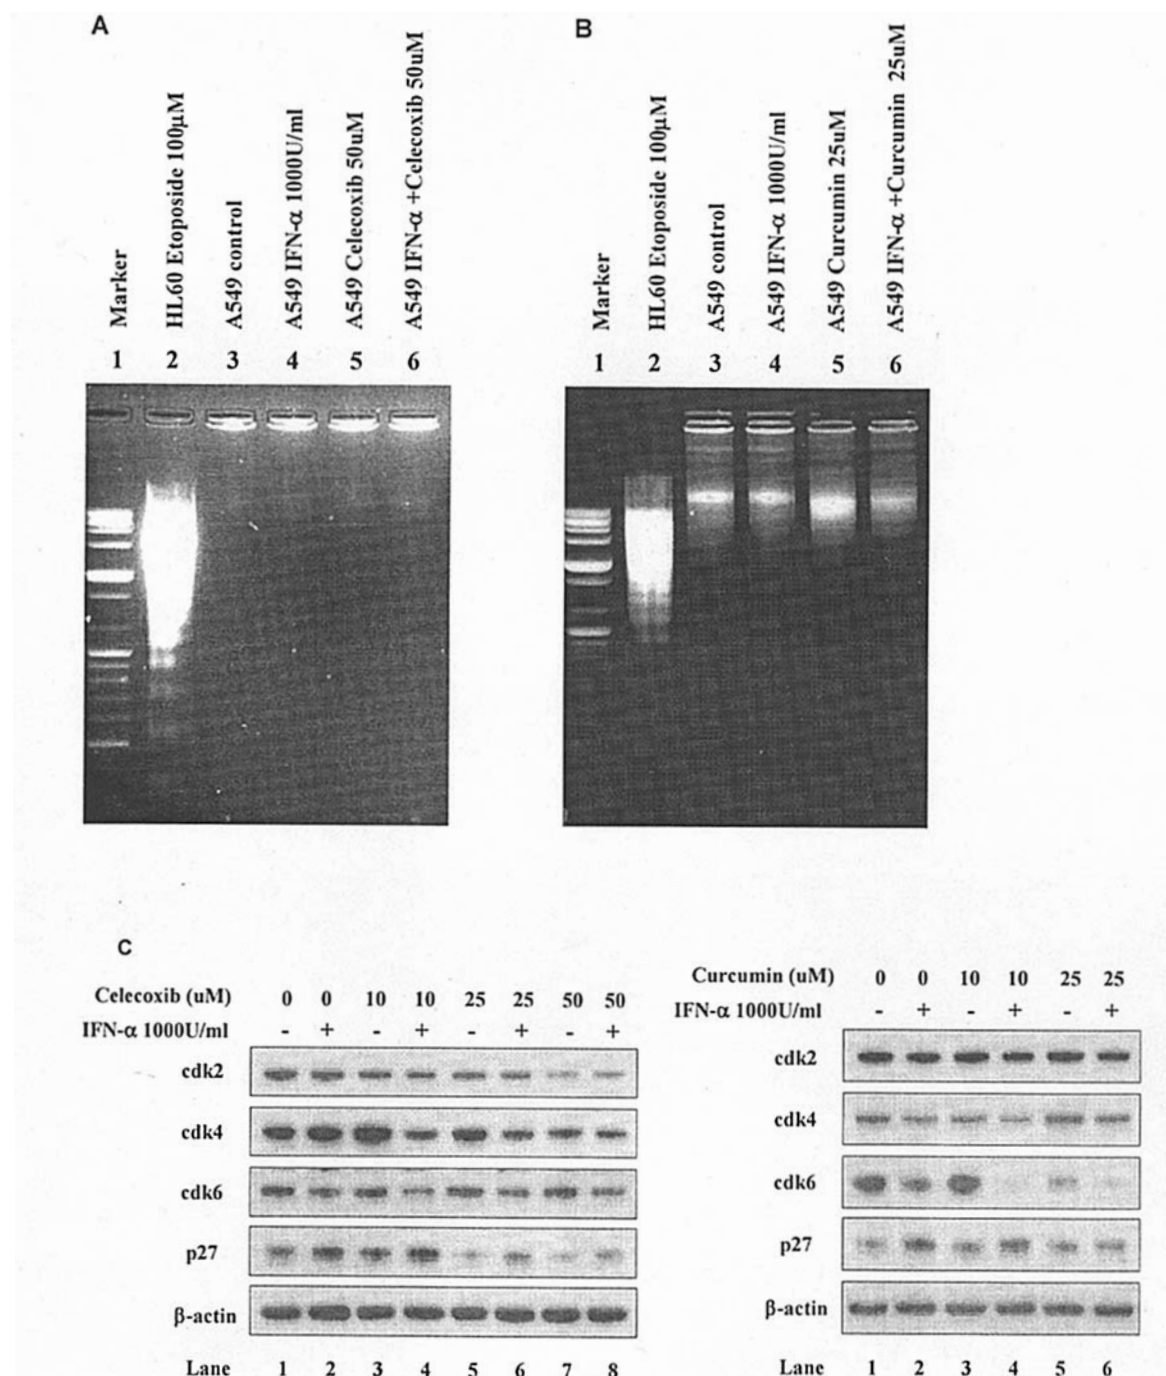 A
Marker
HL60 Etoposide 100μM
A549 control
A549 IFN-α 1000U/ml
A549 Celecoxib 50uM
A549 IFN-α +Celecoxib 50uM
1 2 3 4 5 6
B
Marker
HL60 Etoposide 100μM
A549 control
A549 IFN-α 1000U/ml
A549 Curcumin 25uM
A549 IFN-α +Curcumin 25uM
1 2 3 4 5 6
C
Celecoxib (uM) 0 0 10 10 25 25 50 50
IFN-α 1000U/ml - + - + - + - +
cdk2
cdk4
cdk6
p27
β-actin
Lane 1 2 3 4 5 6 7 8
Curcumin (uM) 0 0 10 10 25 25
IFN-α 1000U/ml - + - + - +
cdk2
cdk4
cdk6
p27
β-actin
Lane 1 2 3 4 5 6